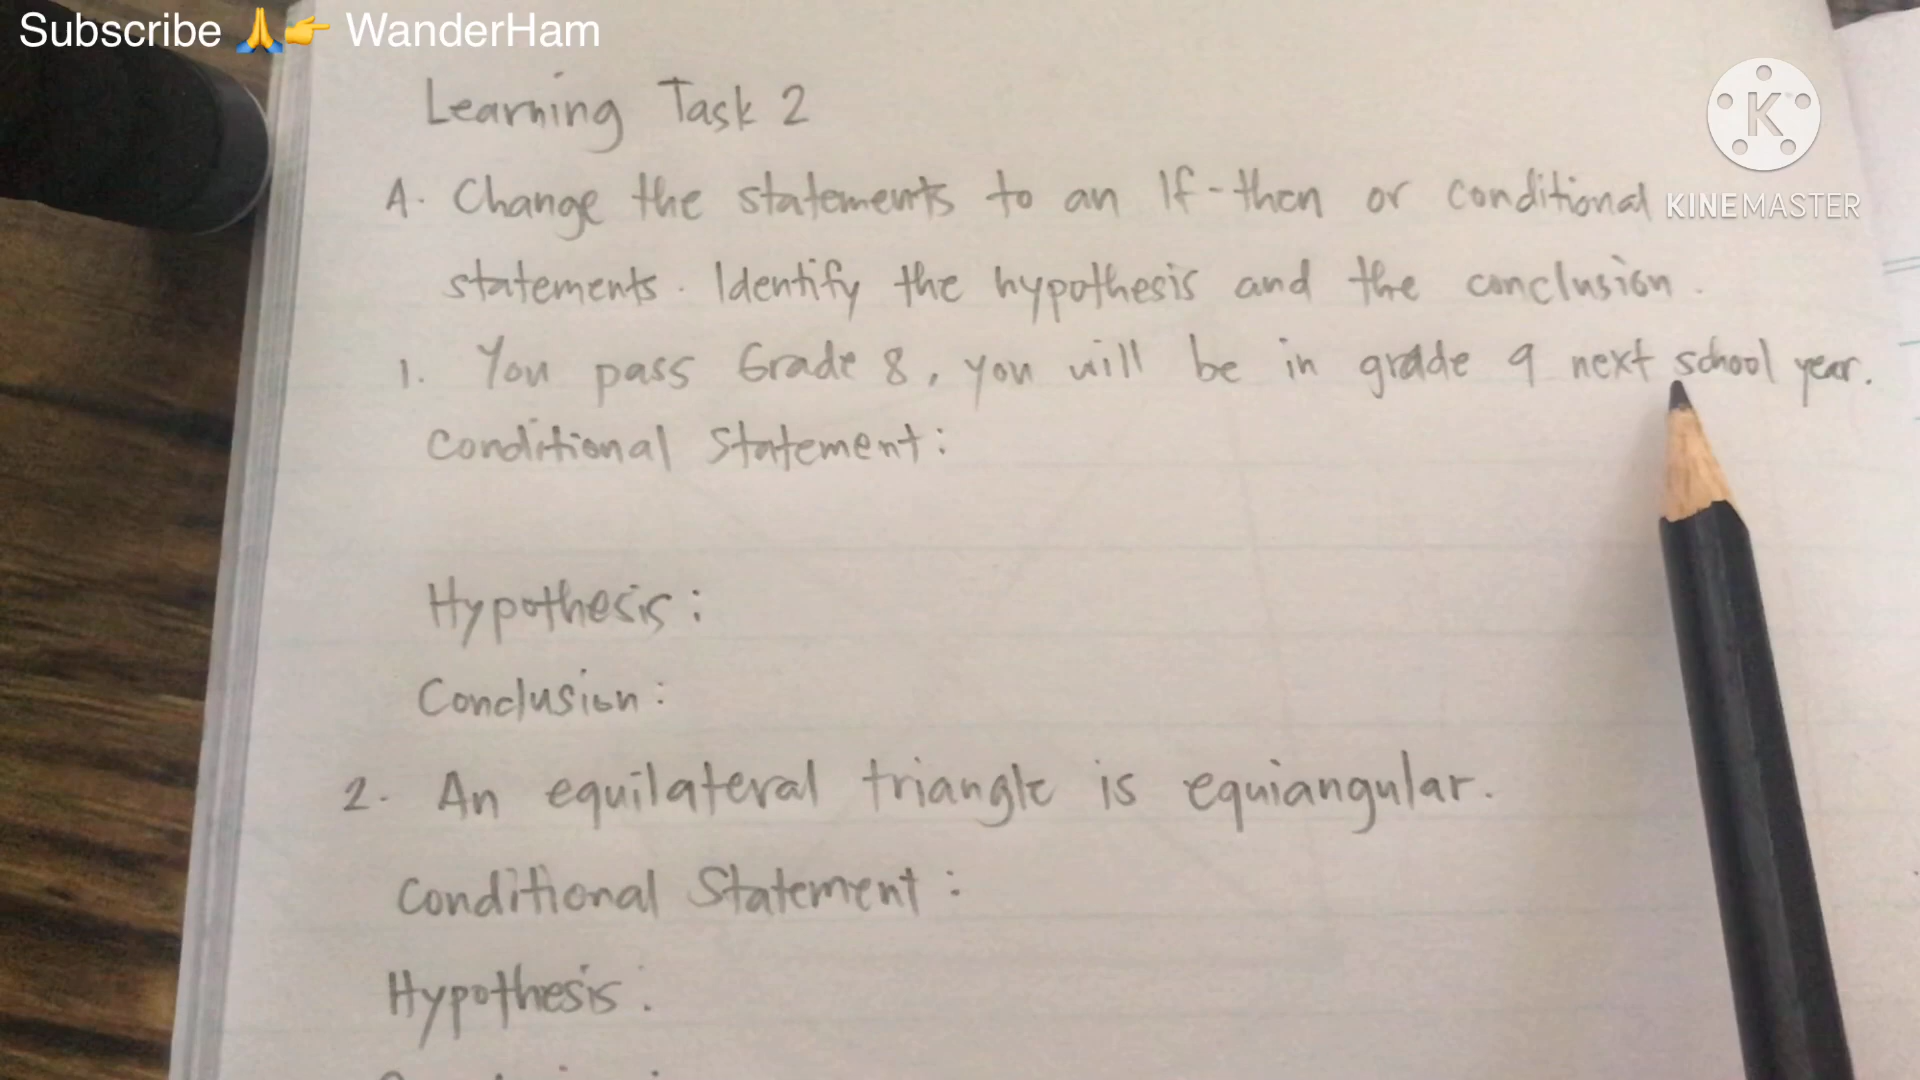 Subscribe 🙏👉 WanderHam
K
KINEMASTER
Learning Task 2
A. Change the statements to an If-then or conditional
statements. Identify the hypothesis and the conclusion.
1. You pass Grade 8, you will be in grade 9 next school year.
Conditional Statement:
Hypothesis:
Conclusion:
2. An equilateral triangle is equiangular.
Conditional Statement:
Hypothesis: